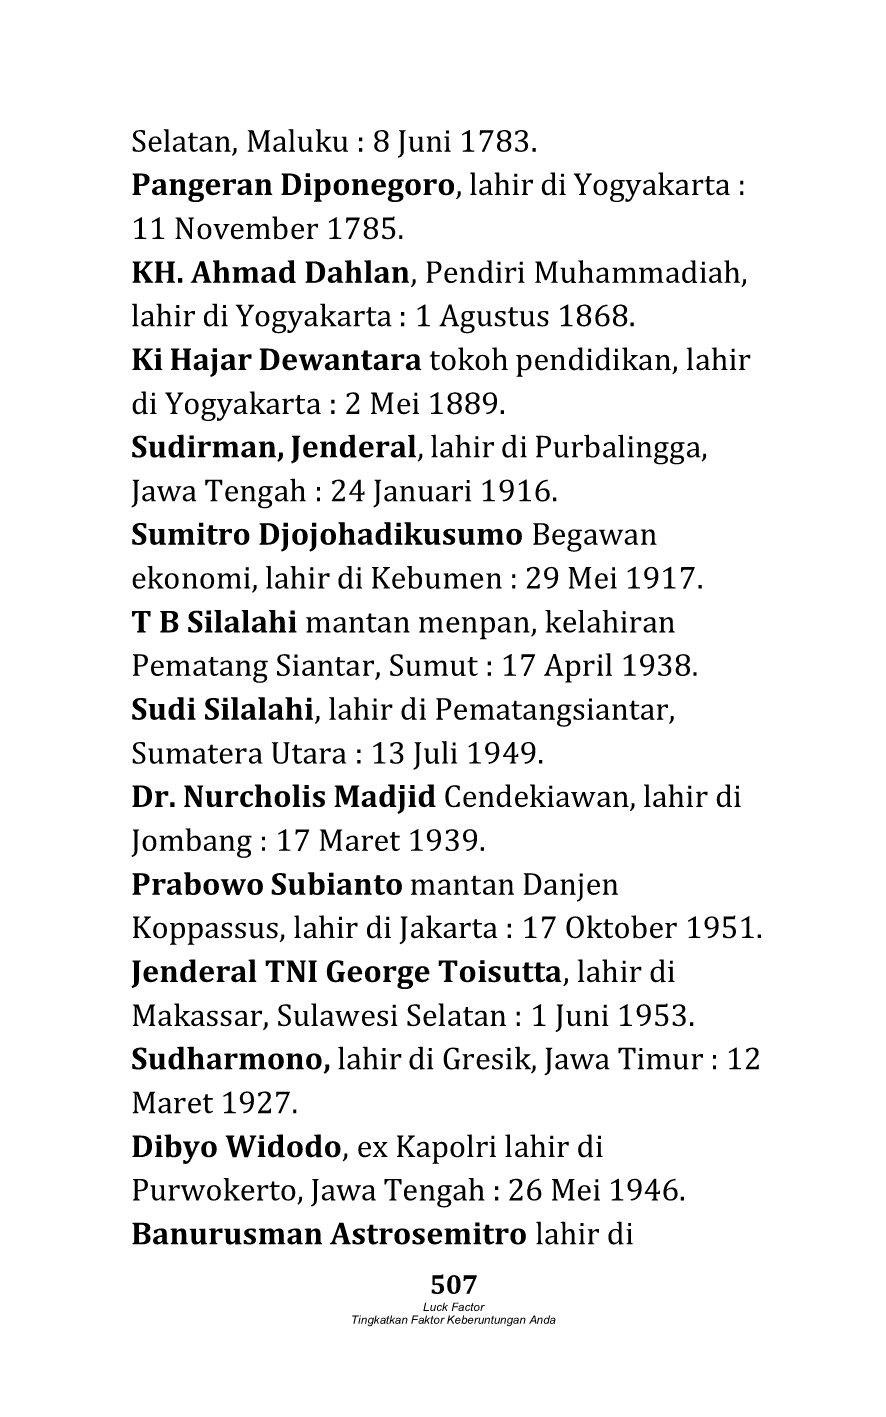 Selatan, Maluku : 8 Juni 1783.
Pangeran Diponegoro, lahir di Yogyakarta :
11 November 1785.
KH. Ahmad Dahlan, Pendiri Muhammadiah,
lahir di Yogyakarta : 1 Agustus 1868.
Ki Hajar Dewantara tokoh pendidikan, lahir
di Yogyakarta : 2 Mei 1889.
Sudirman, Jenderal, lahir di Purbalingga,
Jawa Tengah : 24 Januari 1916.
Sumitro Djojohadikusumo Begawan
ekonomi, lahir di Kebumen : 29 Mei 1917.
T B Silalahi mantan menpan, kelahiran
Pematang Siantar, Sumut : 17 April 1938.
Sudi Silalahi, lahir di Pematangsiantar,
Sumatera Utara : 13 Juli 1949.
Dr. Nurcholis Madjid Cendekiawan, lahir di
Jombang : 17 Maret 1939.
Prabowo Subianto mantan Danjen
Koppassus, lahir di Jakarta : 17 Oktober 1951.
Jenderal TNI George Toisutta, lahir di
Makassar, Sulawesi Selatan : 1 Juni 1953.
Sudharmono, lahir di Gresik, Jawa Timur : 12
Maret 1927.
Dibyo Widodo, ex Kapolri lahir di
Purwokerto, Jawa Tengah : 26 Mei 1946.
Banurusman Astrosemitro lahir di
507
Luck Factor
Tingkatkan Faktor Keberuntungan Anda